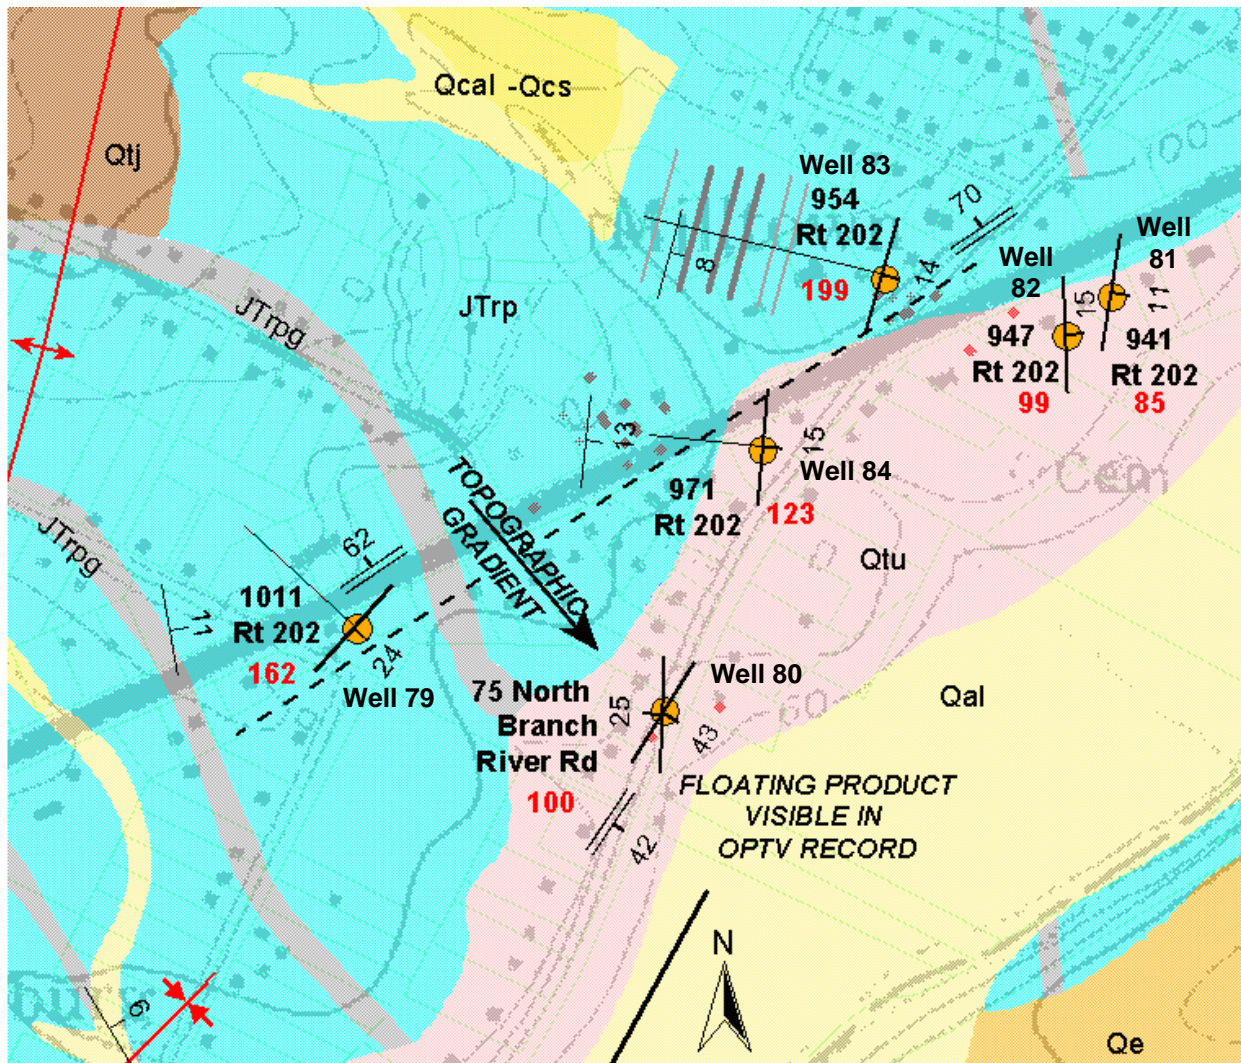 Qcal -Qcs
Qtj
Well 83
954
Rt 202
199
70
14
8
Well
82
Well
81
15
11
947
Rt 202
99
941
Rt 202
85
JTrpg
JTrp
13
15
Well 84
971
Rt 202
123
TOPOGRAPHIC
GRADIENT
Qtu
Cem
JTrpg
62
1011
Rt 202
162
11
24
Well 79
75 North
Branch
River Rd
100
25
Well 80
43
42
60
Qal
FLOATING PRODUCT
VISIBLE IN
OPTV RECORD
N
Qe